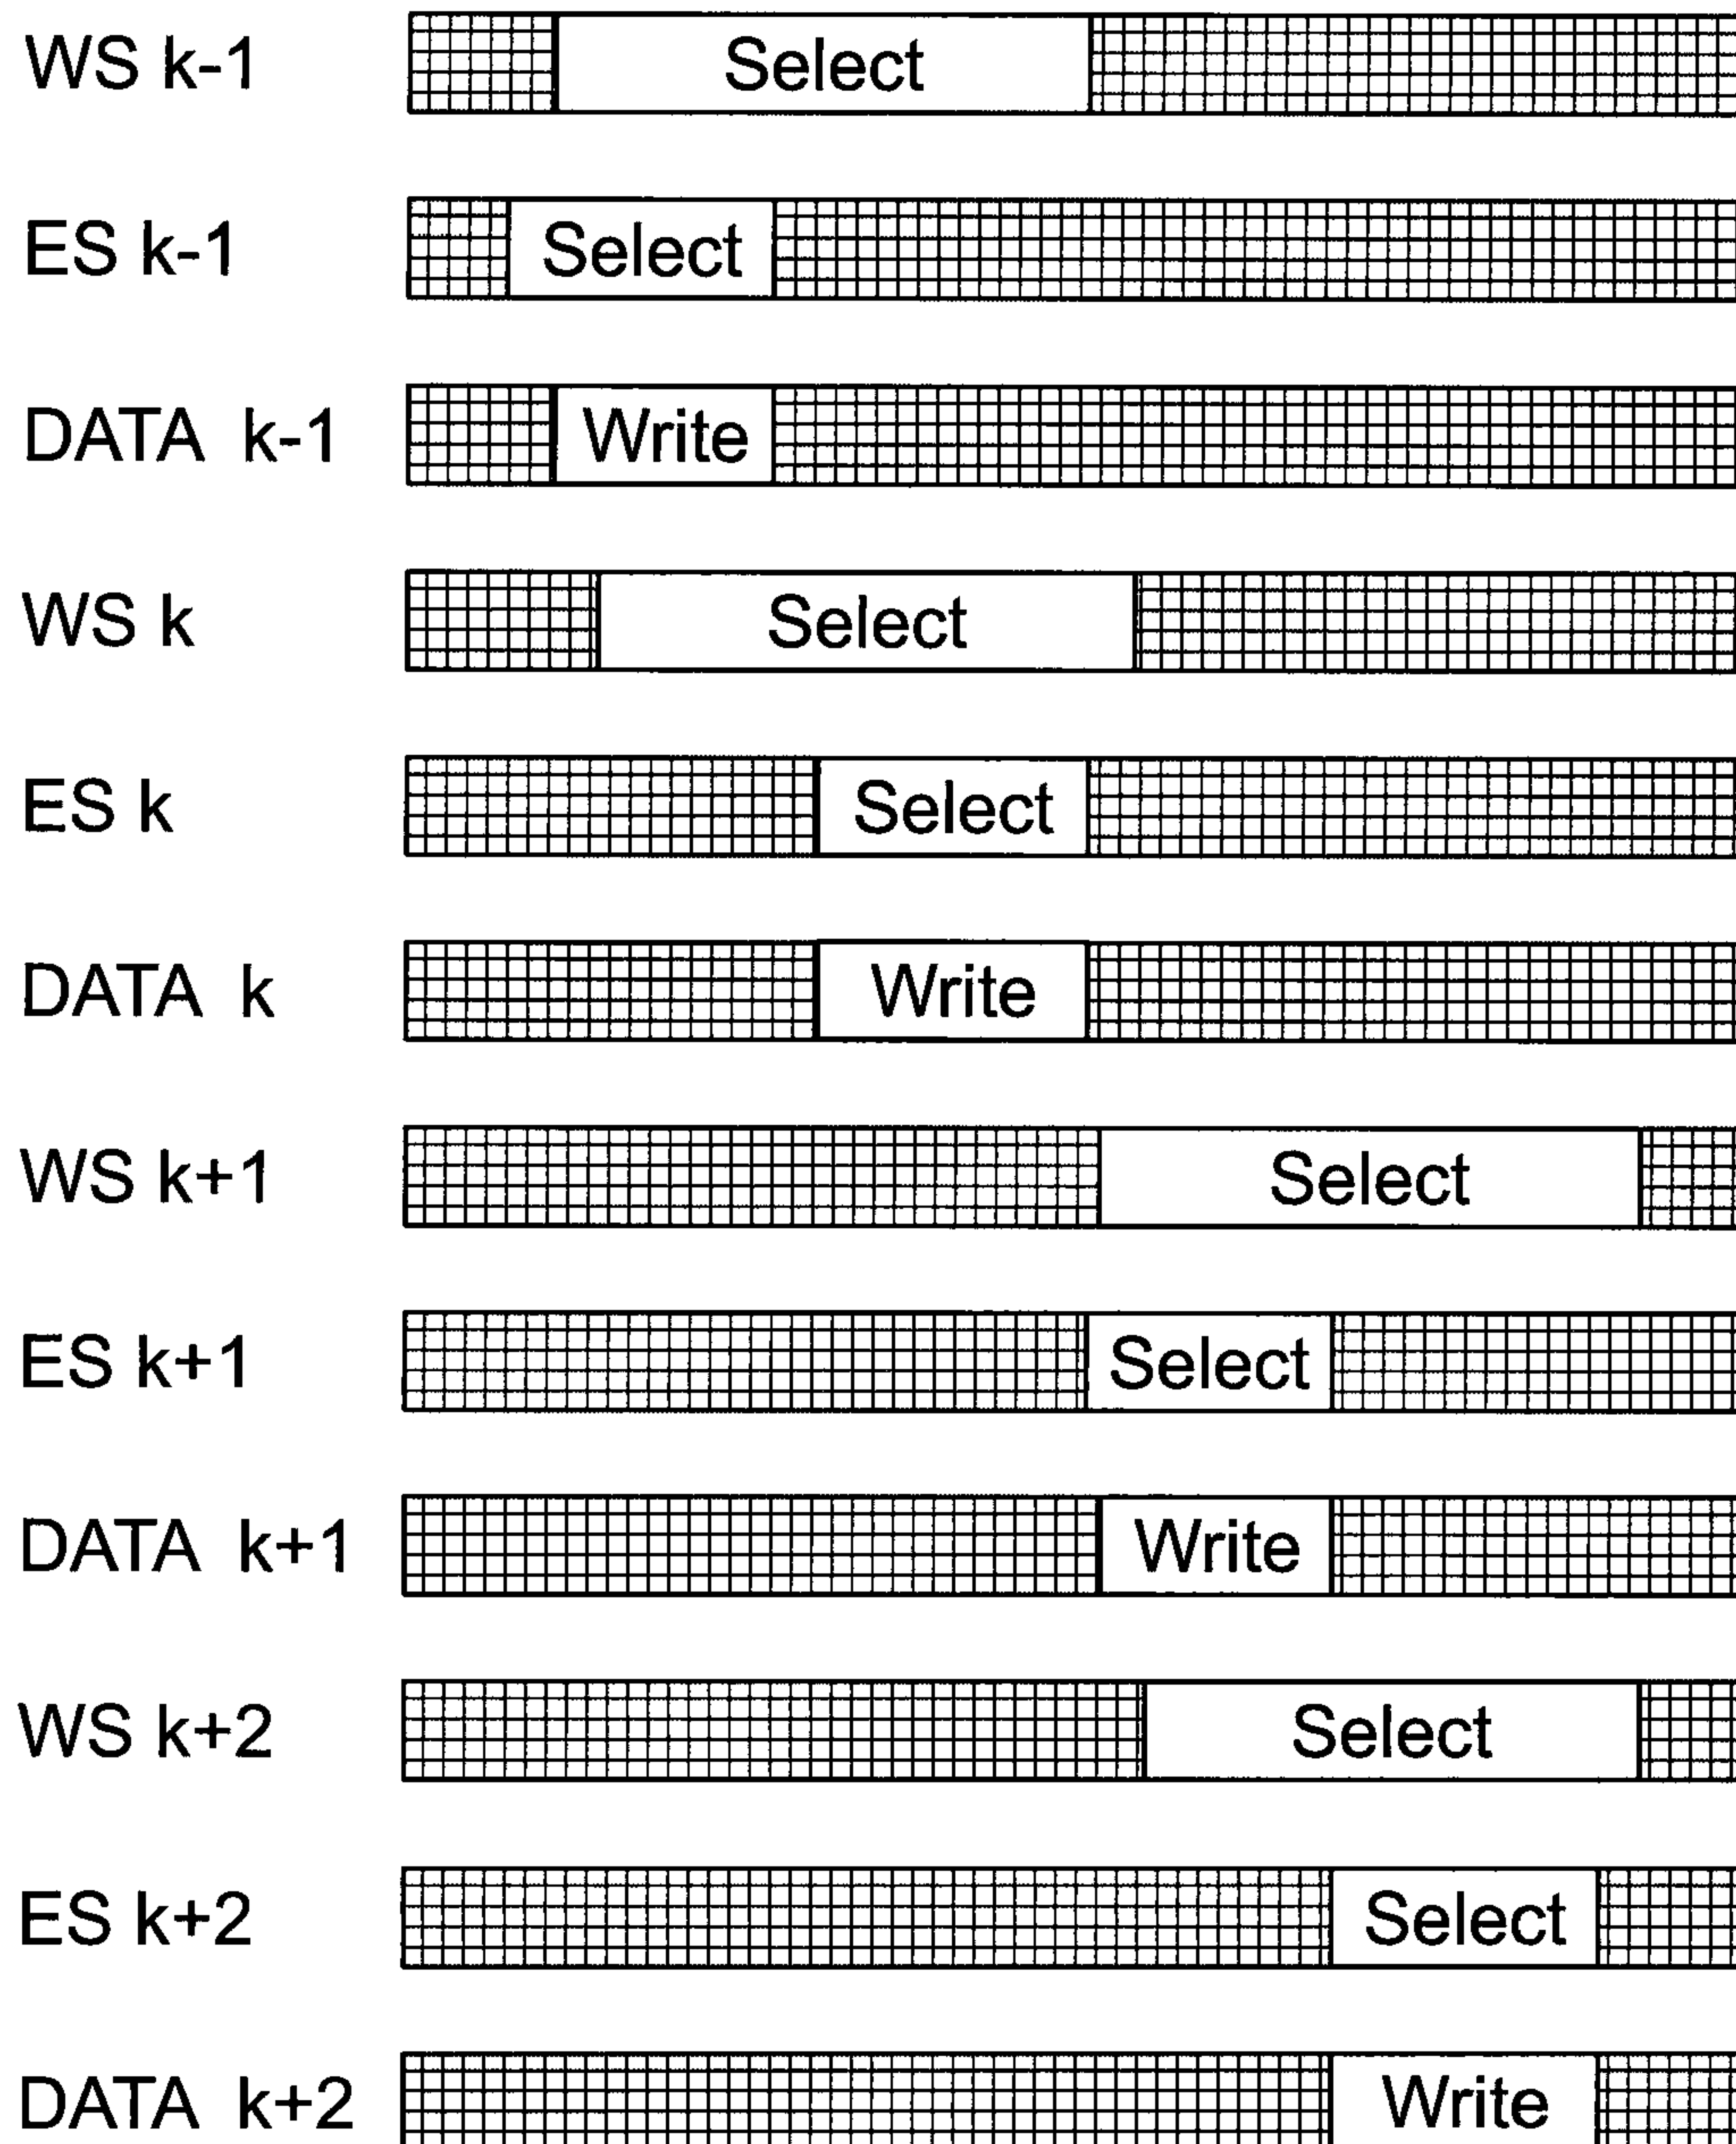 WS k-1 Select
ES k-1 Select
DATA k-1 Write
WS k Select
ES k Select
DATA k Write
WS k+1 Select
ES k+1 Select
DATA k+1 Write
WS k+2 Select
ES k+2 Select
DATA k+2 Write